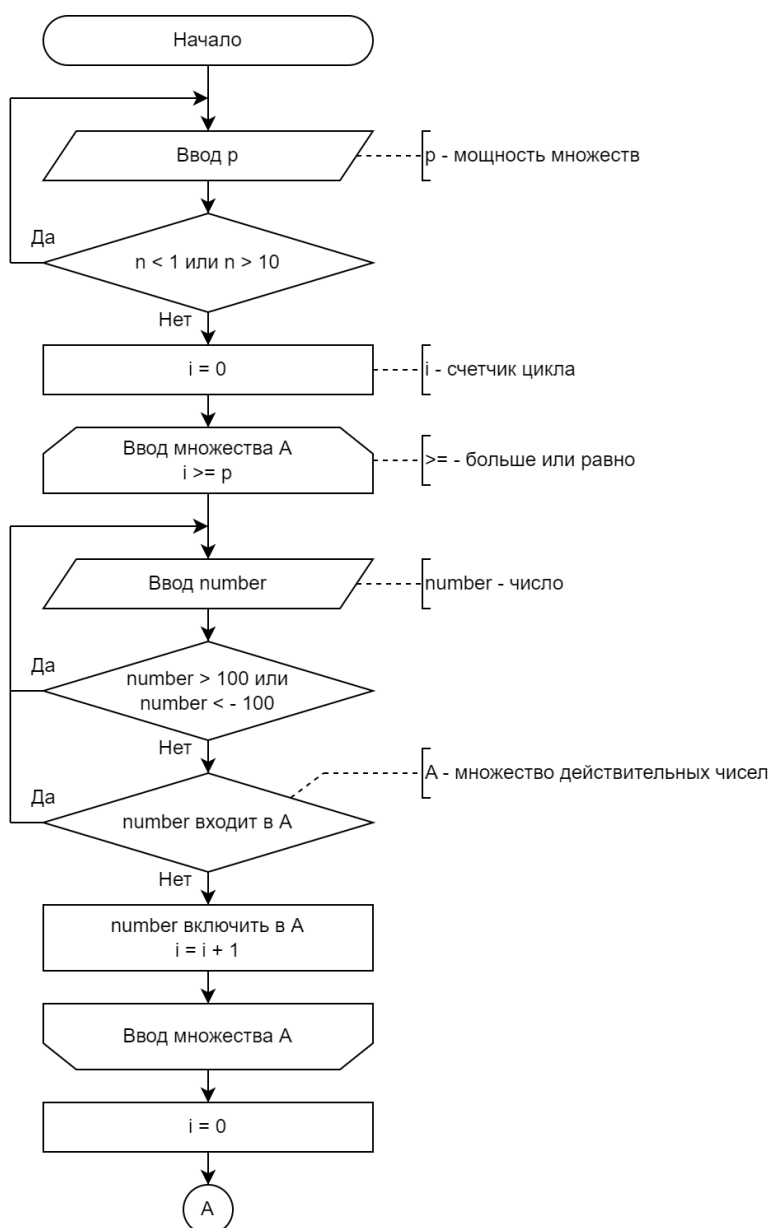 Начало
Ввод p
p - мощность множеств
Да
n < 1 или n > 10
Нет
i = 0
i - счетчик цикла
Ввод множества A
i >= p
>= - больше или равно
Ввод number
number - число
Да
number > 100 или
number < - 100
Нет
A - множество действительных чисел
Да
number входит в A
Нет
number включить в A
i = i + 1
Ввод множества A
i = 0
A